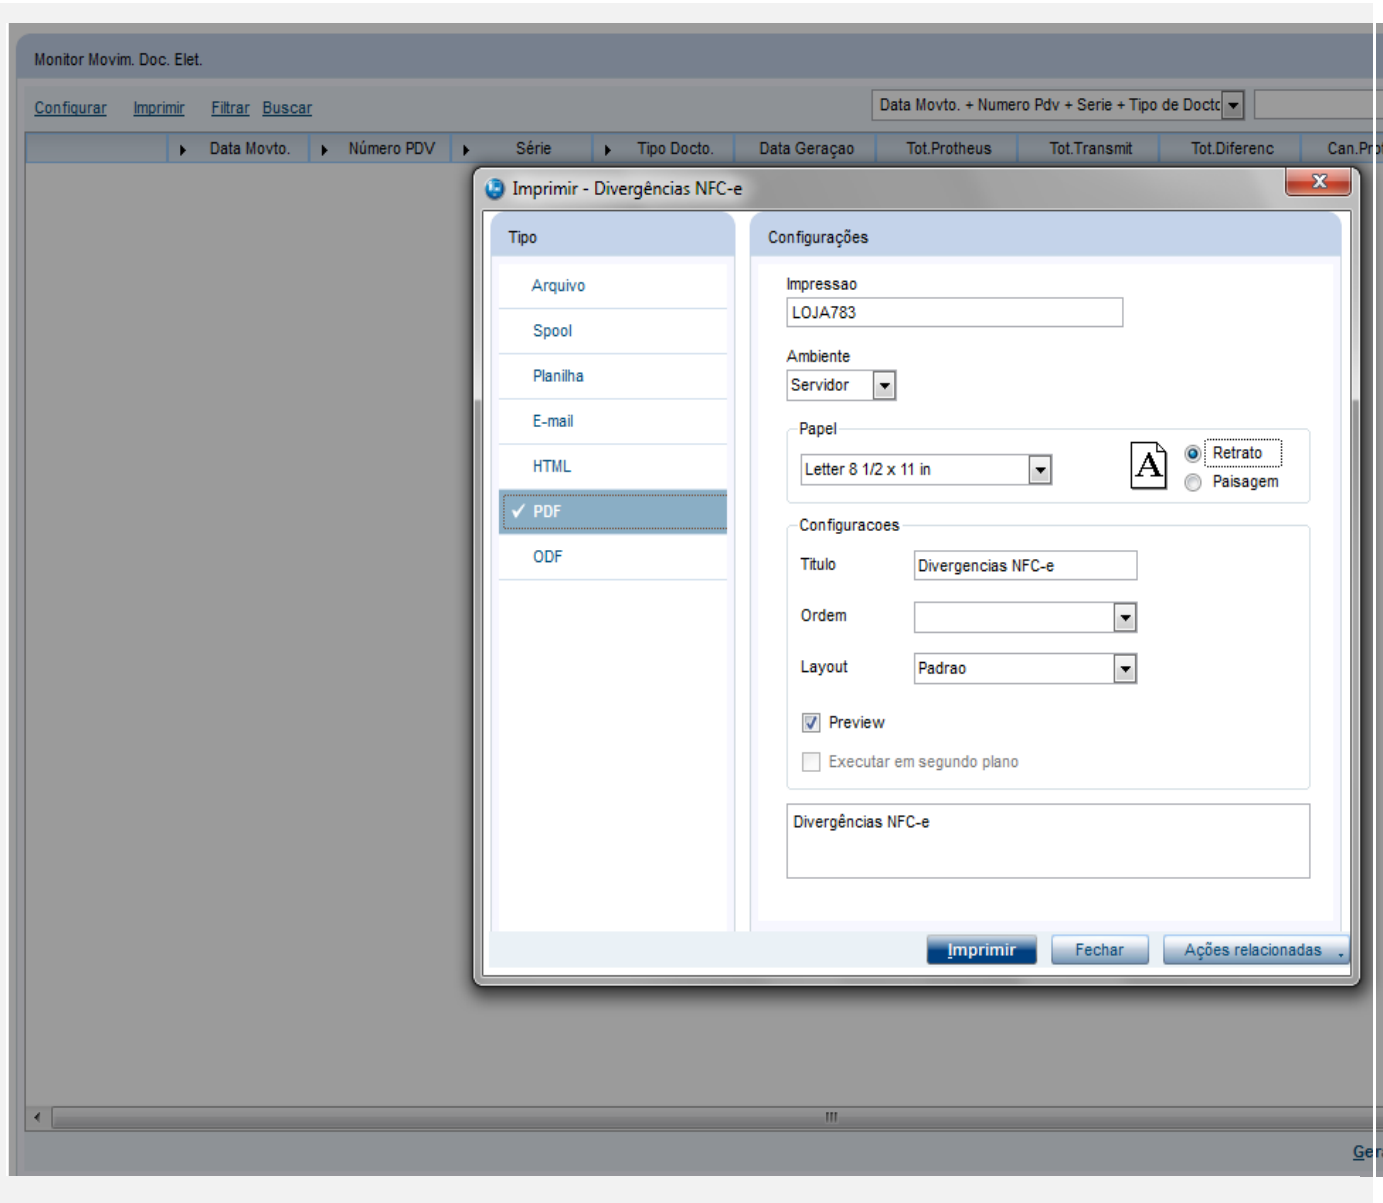 Monitor Movim. Doc. Elet.
Configurar Imprimir Filtrar Buscar Data Movto. + Numero Pdv + Serie + Tipo de Docto
Data Movto. Número PDV Série Tipo Docto. Data Geraçao Tot.Protheus Tot.Transmit Tot.Diferenc Can.Prot
Imprimir - Divergências NFC-e
X
Tipo
Arquivo
Spool
Planilha
E-mail
HTML
PDF
ODF
Configurações
Impressao
LOJA783
Ambiente
Servidor
Papel
Letter 8 1/2 x 11 in
A
Retrato
Paisagem
Configuracoes
Titulo Divergencias NFC-e
Ordem
Layout Padrao
Preview
Executar em segundo plano
Divergências NFC-e
Imprimir Fechar Ações relacionadas